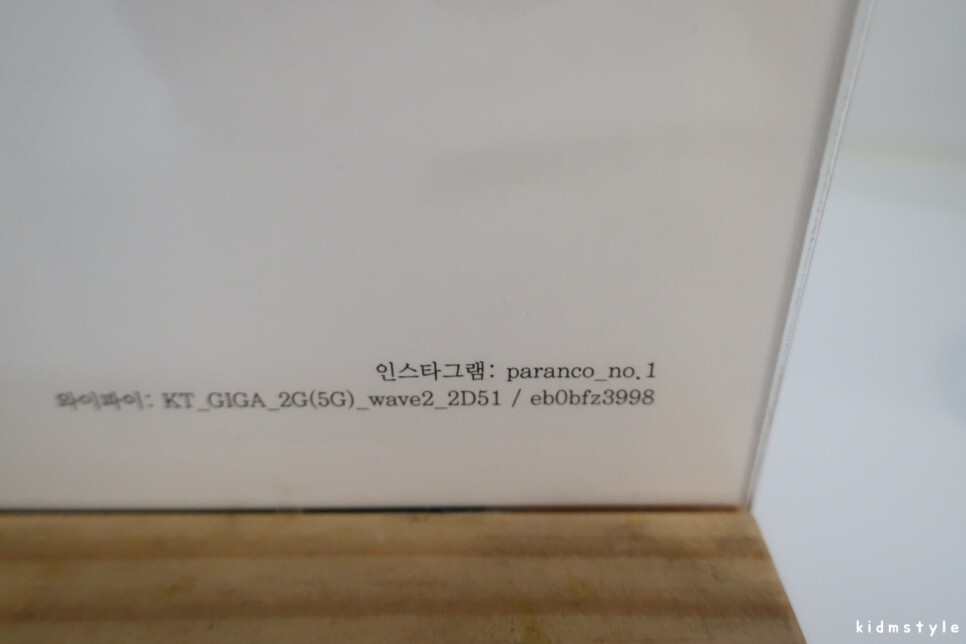 인스타그램: paranco_no.1
와이파이: KT_GIGA_2G(5G)_wave2_2D51 / eb0bfz3998
kidmstyle